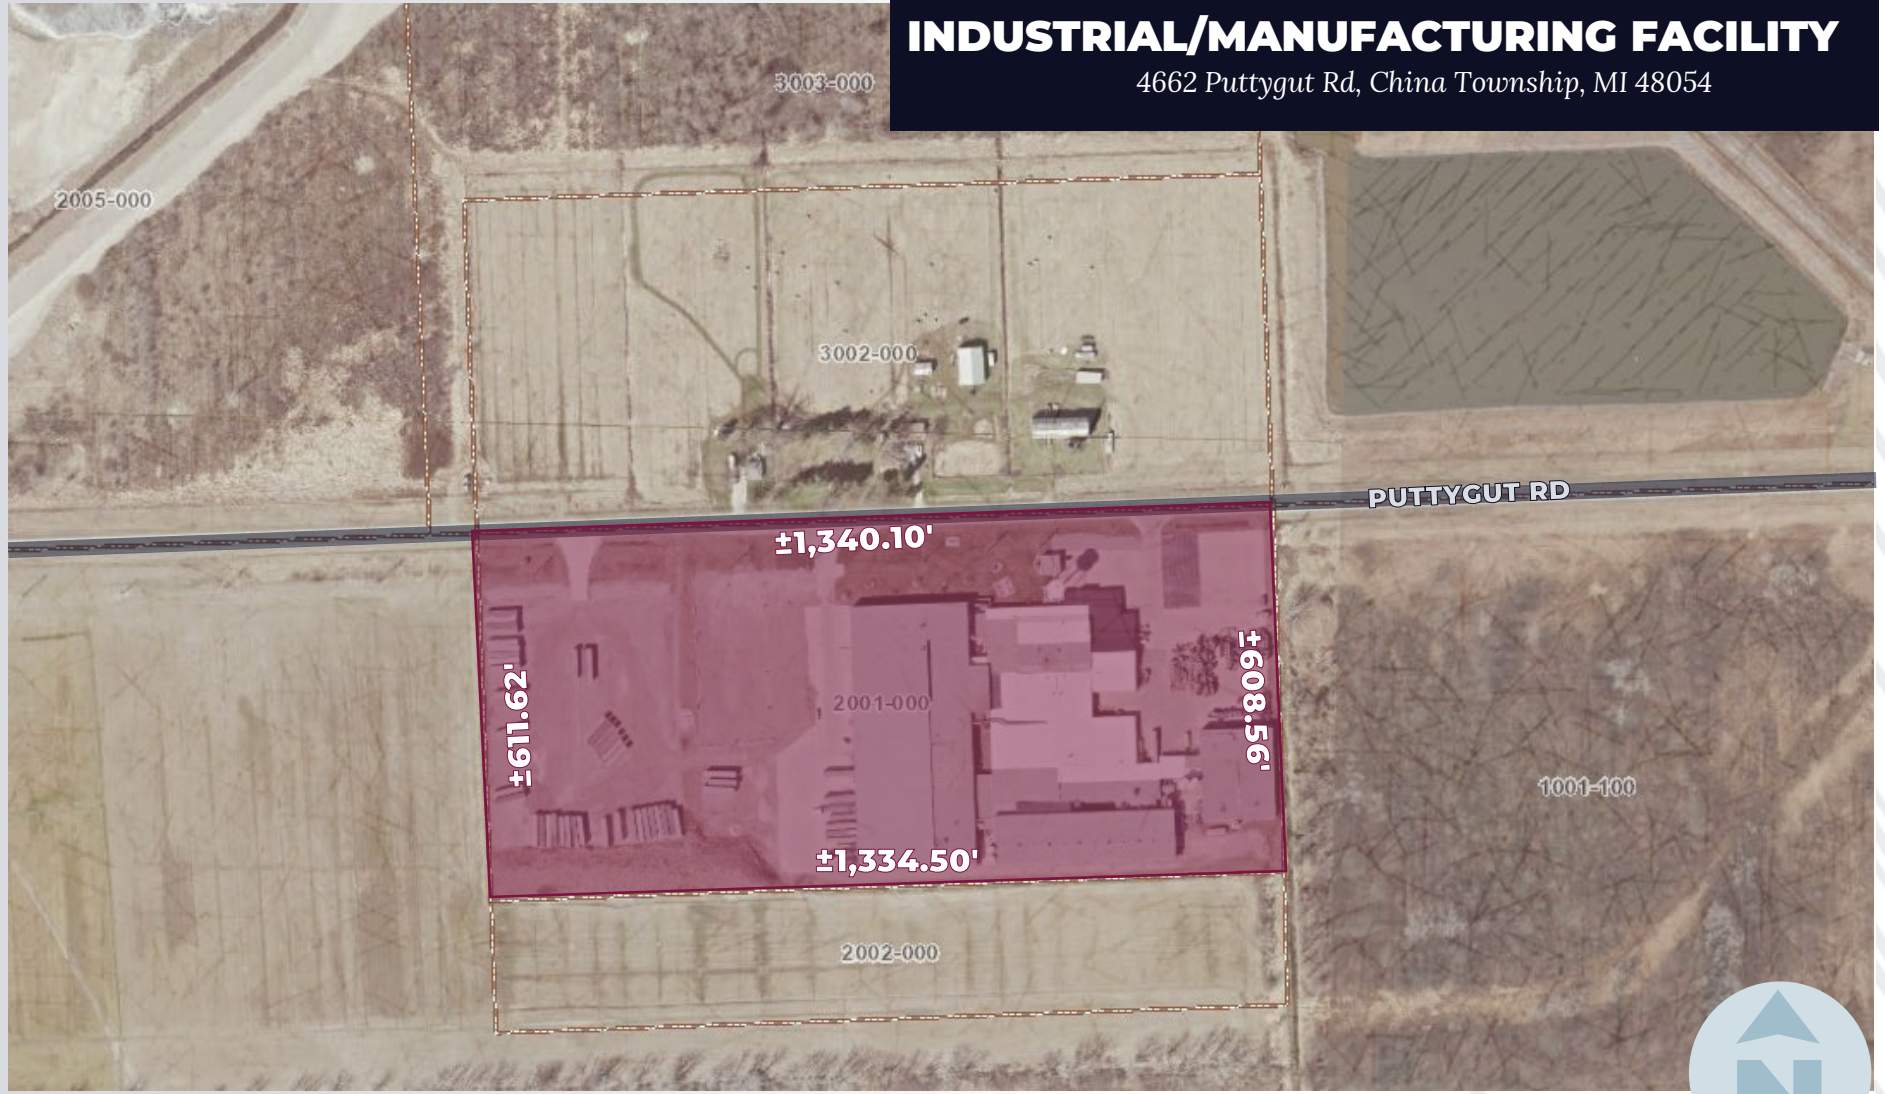 INDUSTRIAL/MANUFACTURING FACILITY
4662 Puttygut Rd, China Township, MI 48054
3003-000
2005-000
3002-000
PUTTYGUT RD
±1,340.10'
±611.62'
±608.56'
2001-000
1001-100
±1,334.50'
2002-000
N